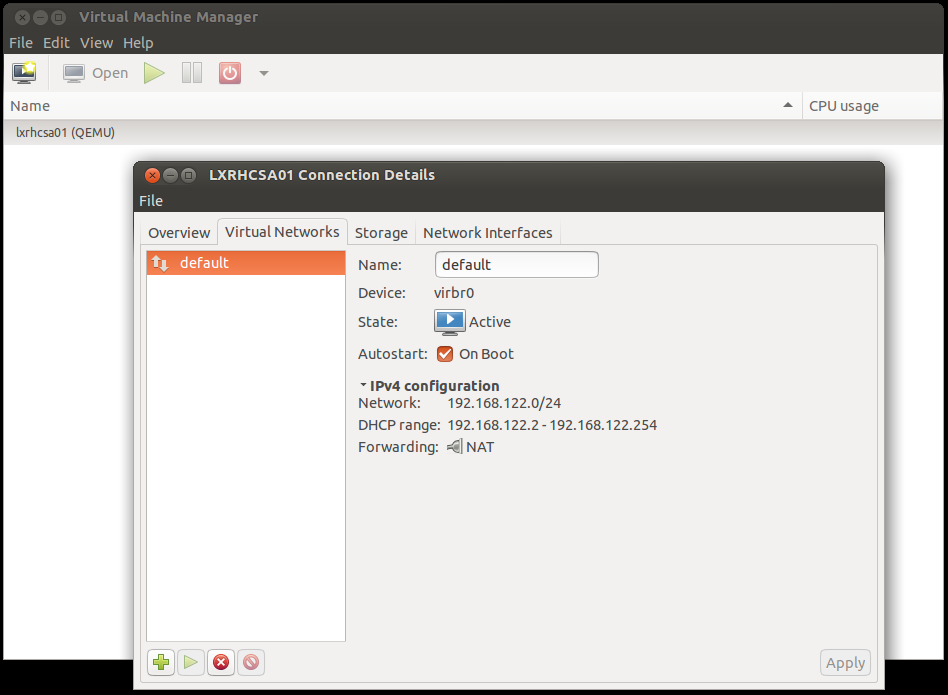 Virtual Machine Manager
File Edit View Help
Open
Name CPU usage
lxrhcsa01 (QEMU)
LXRHCSA01 Connection Details
File
Overview Virtual Networks Storage Network Interfaces
default
Name: default
Device: virbr0
State: Active
Autostart: On Boot
IPv4 configuration
Network: 192.168.122.0/24
DHCP range: 192.168.122.2 - 192.168.122.254
Forwarding: NAT
Apply